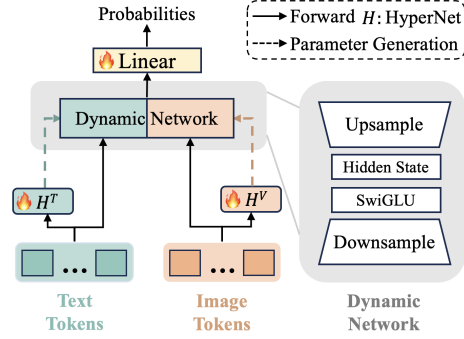 Probabilities
Forward H: HyperNet
Parameter Generation
Linear
Dynamic Network
Upsample
Hidden State
SwiGLU
Downsample
H^T
H^V
...
...
Text
Tokens
Image
Tokens
Dynamic
Network